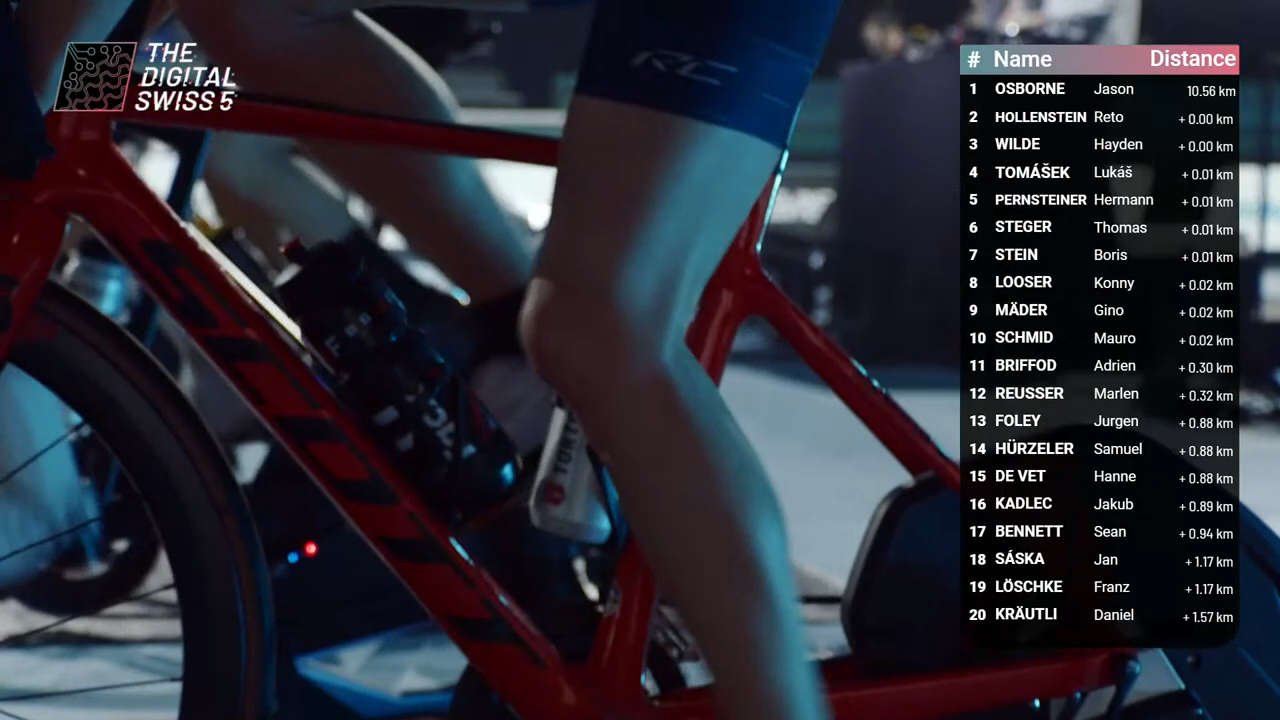 THE
DIGITAL
SWISS 5
RC
# Name Distance
1 OSBORNE Jason 10.56 km
2 HOLLENSTEIN Reto + 0.00 km
3 WILDE Hayden + 0.00 km
4 TOMÁŠEK Lukáš + 0.01 km
5 PERNSTEINER Hermann + 0.01 km
6 STEGER Thomas + 0.01 km
7 STEIN Boris + 0.01 km
8 LOOSER Konny + 0.02 km
9 MÄDER Gino + 0.02 km
10 SCHMID Mauro + 0.02 km
11 BRIFFOD Adrien + 0.30 km
12 REUSSER Marlen + 0.32 km
13 FOLEY Jurgen + 0.88 km
14 HÜRZELER Samuel + 0.88 km
15 DE VET Hanne + 0.88 km
16 KADLEC Jakub + 0.89 km
17 BENNETT Sean + 0.94 km
18 SÁSKA Jan + 1.17 km
19 LÖSCHKE Franz + 1.17 km
20 KRÄUTLI Daniel + 1.57 km